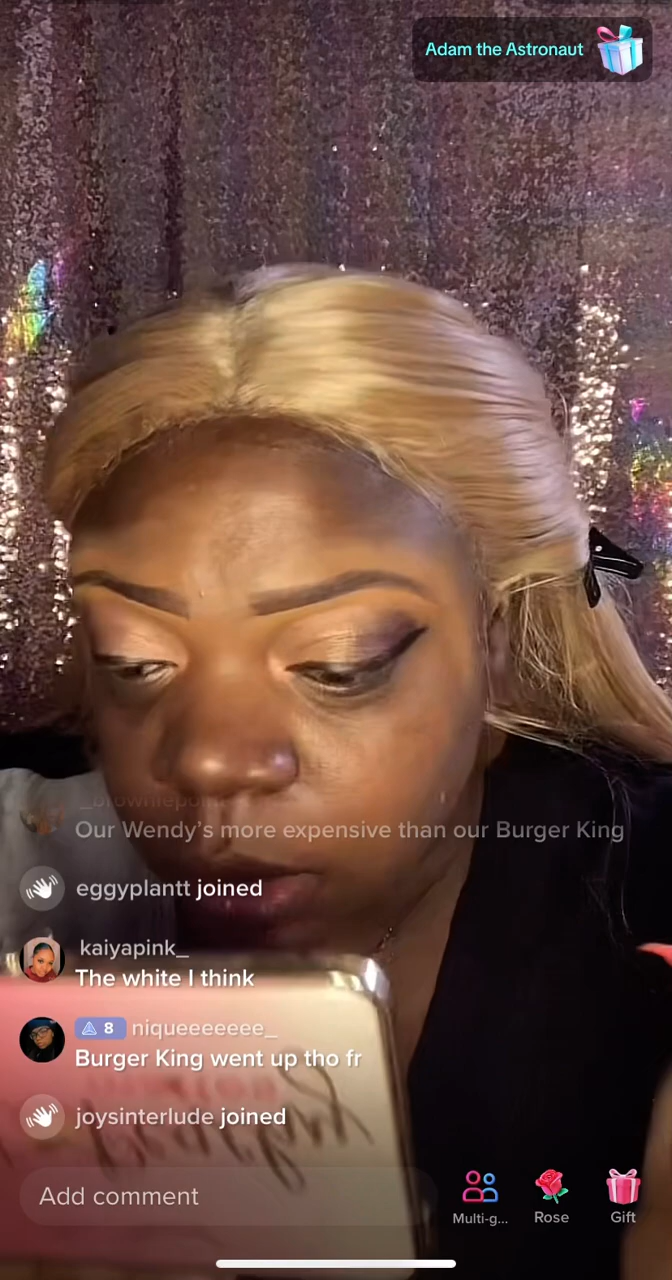 Adam the Astronaut
_browniepoint
Our Wendy's more expensive than our Burger King
eggyplantt joined
kaiyapink_
The white I think
8 niqueeeeeee_
Burger King went up tho fr
joysinterlude joined
Add comment
Multi-g...
Rose
Gift